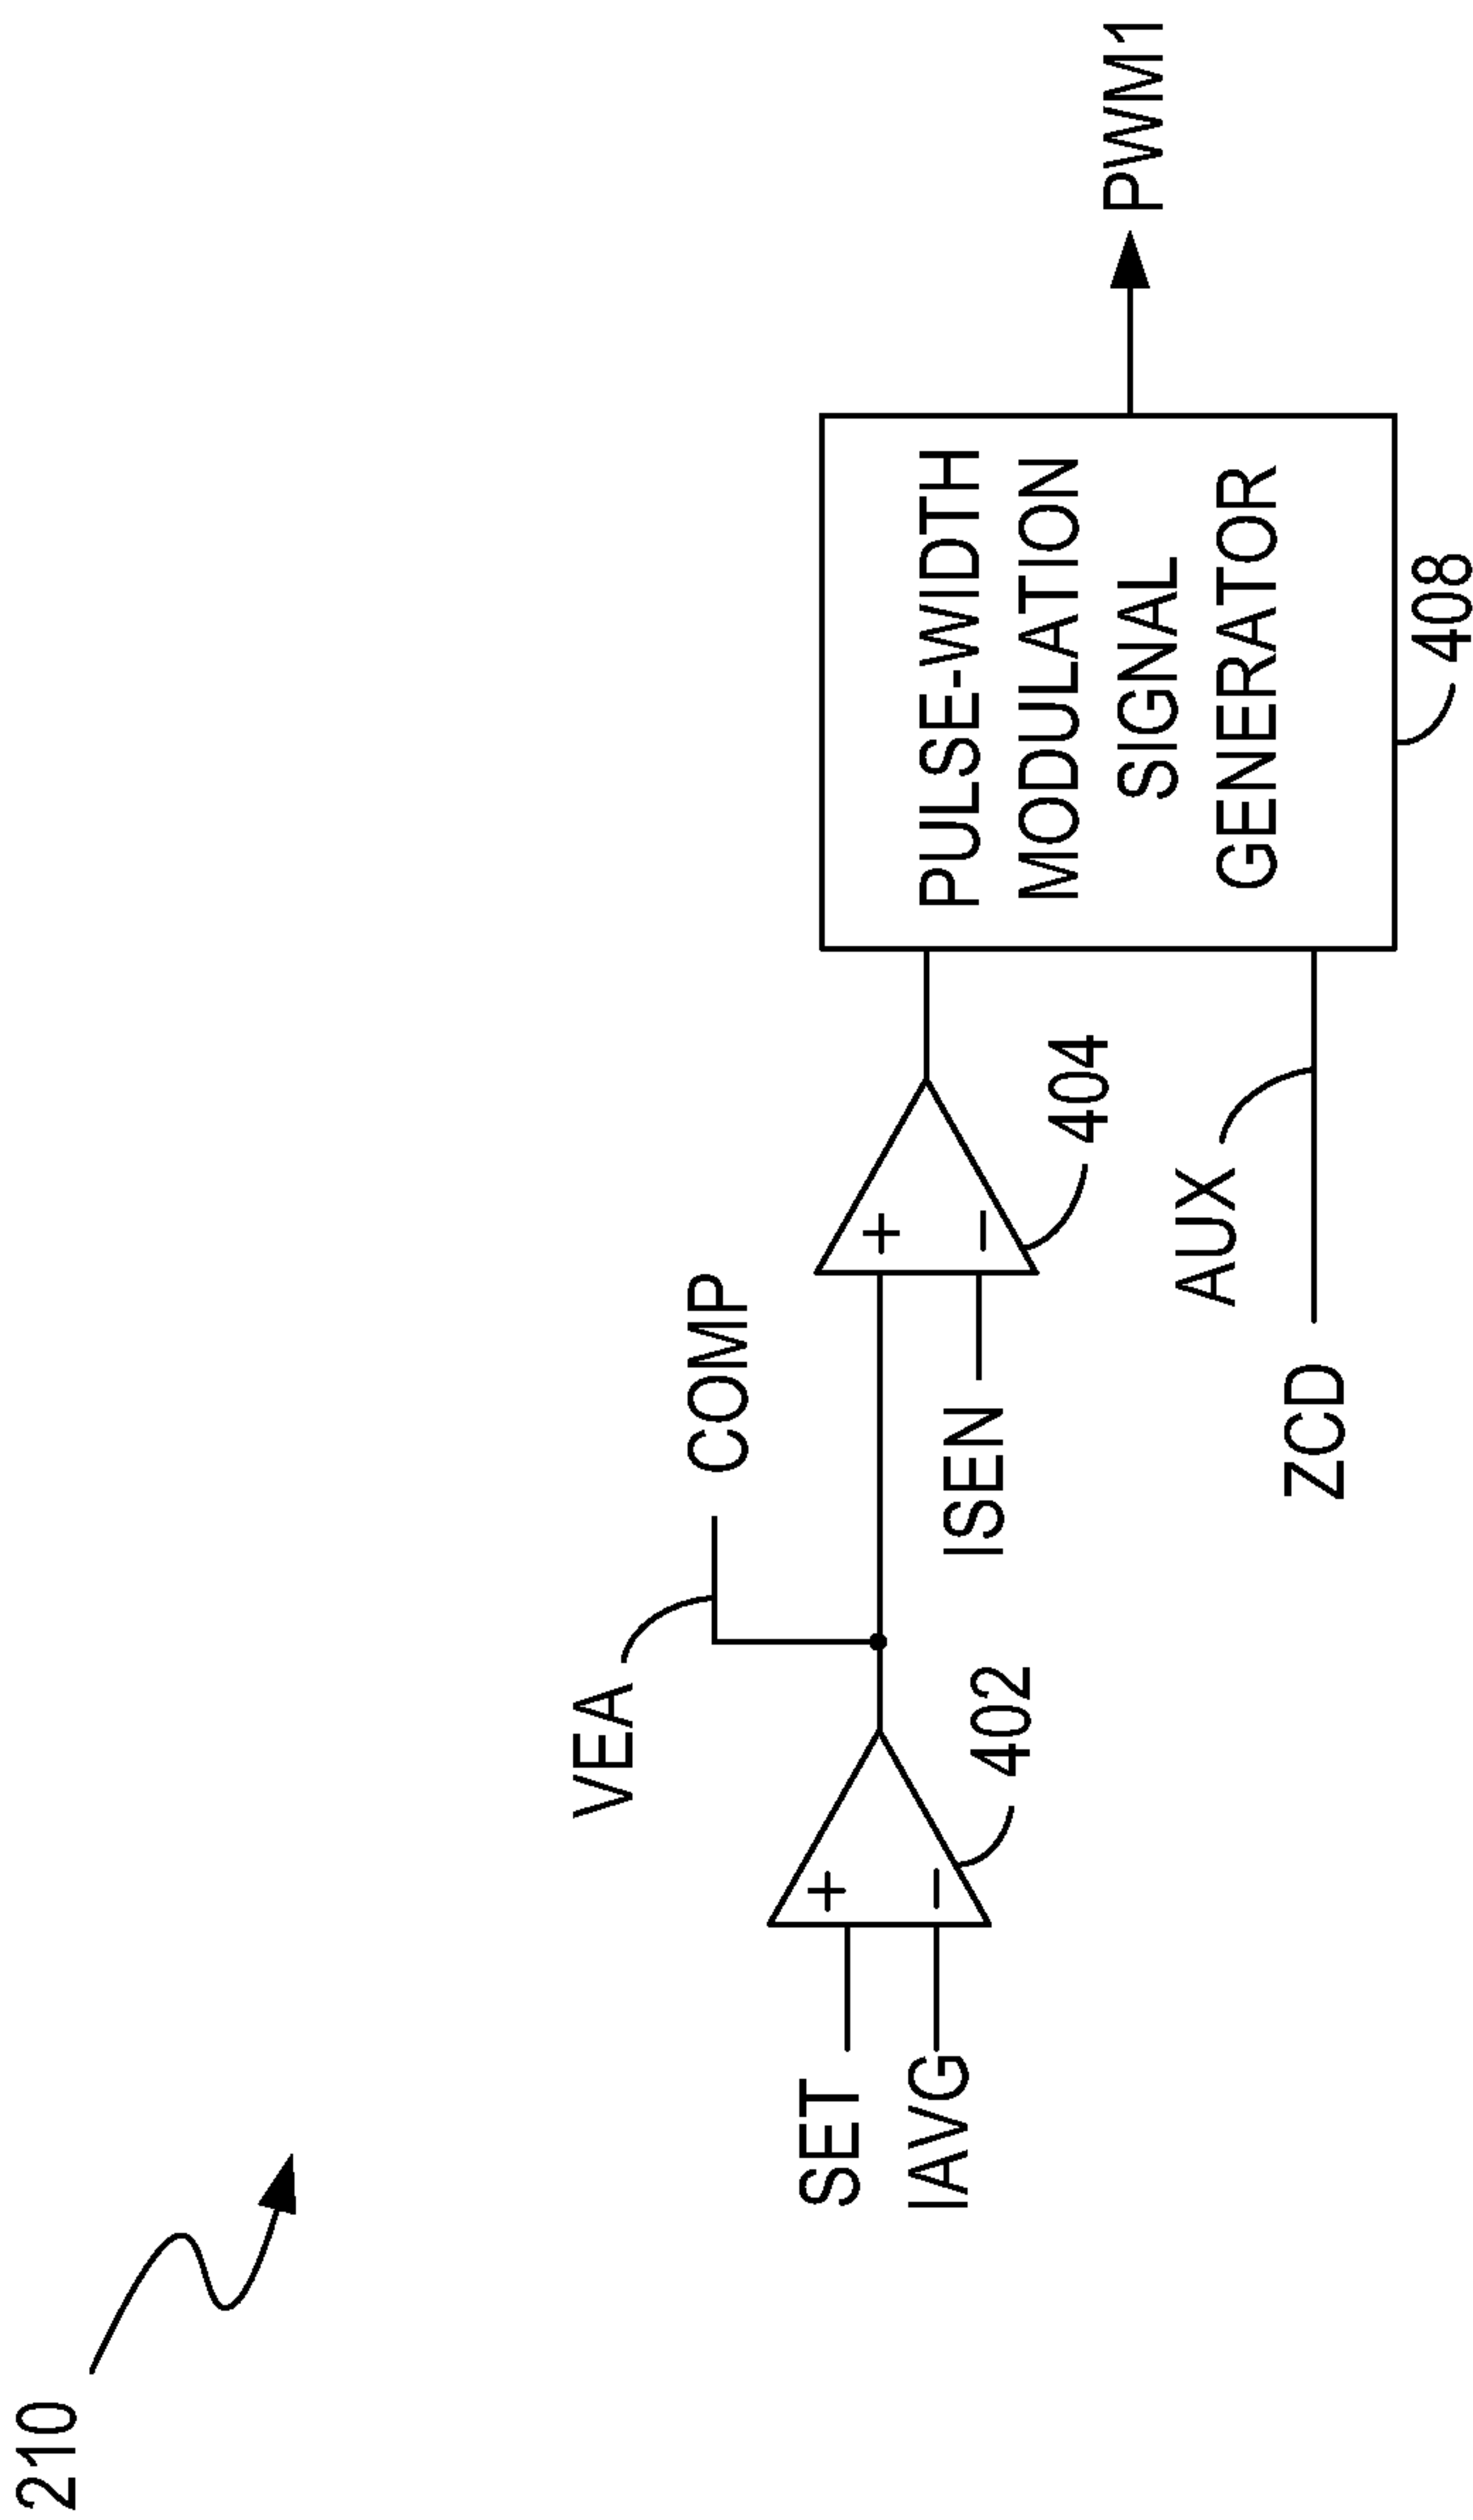 210
VEA
COMP
SET
IAVG
402
+
−
ISEN
+
−
404
PULSE-WIDTH
MODULATION
SIGNAL
GENERATOR
PWM1
AUX
ZCD
408